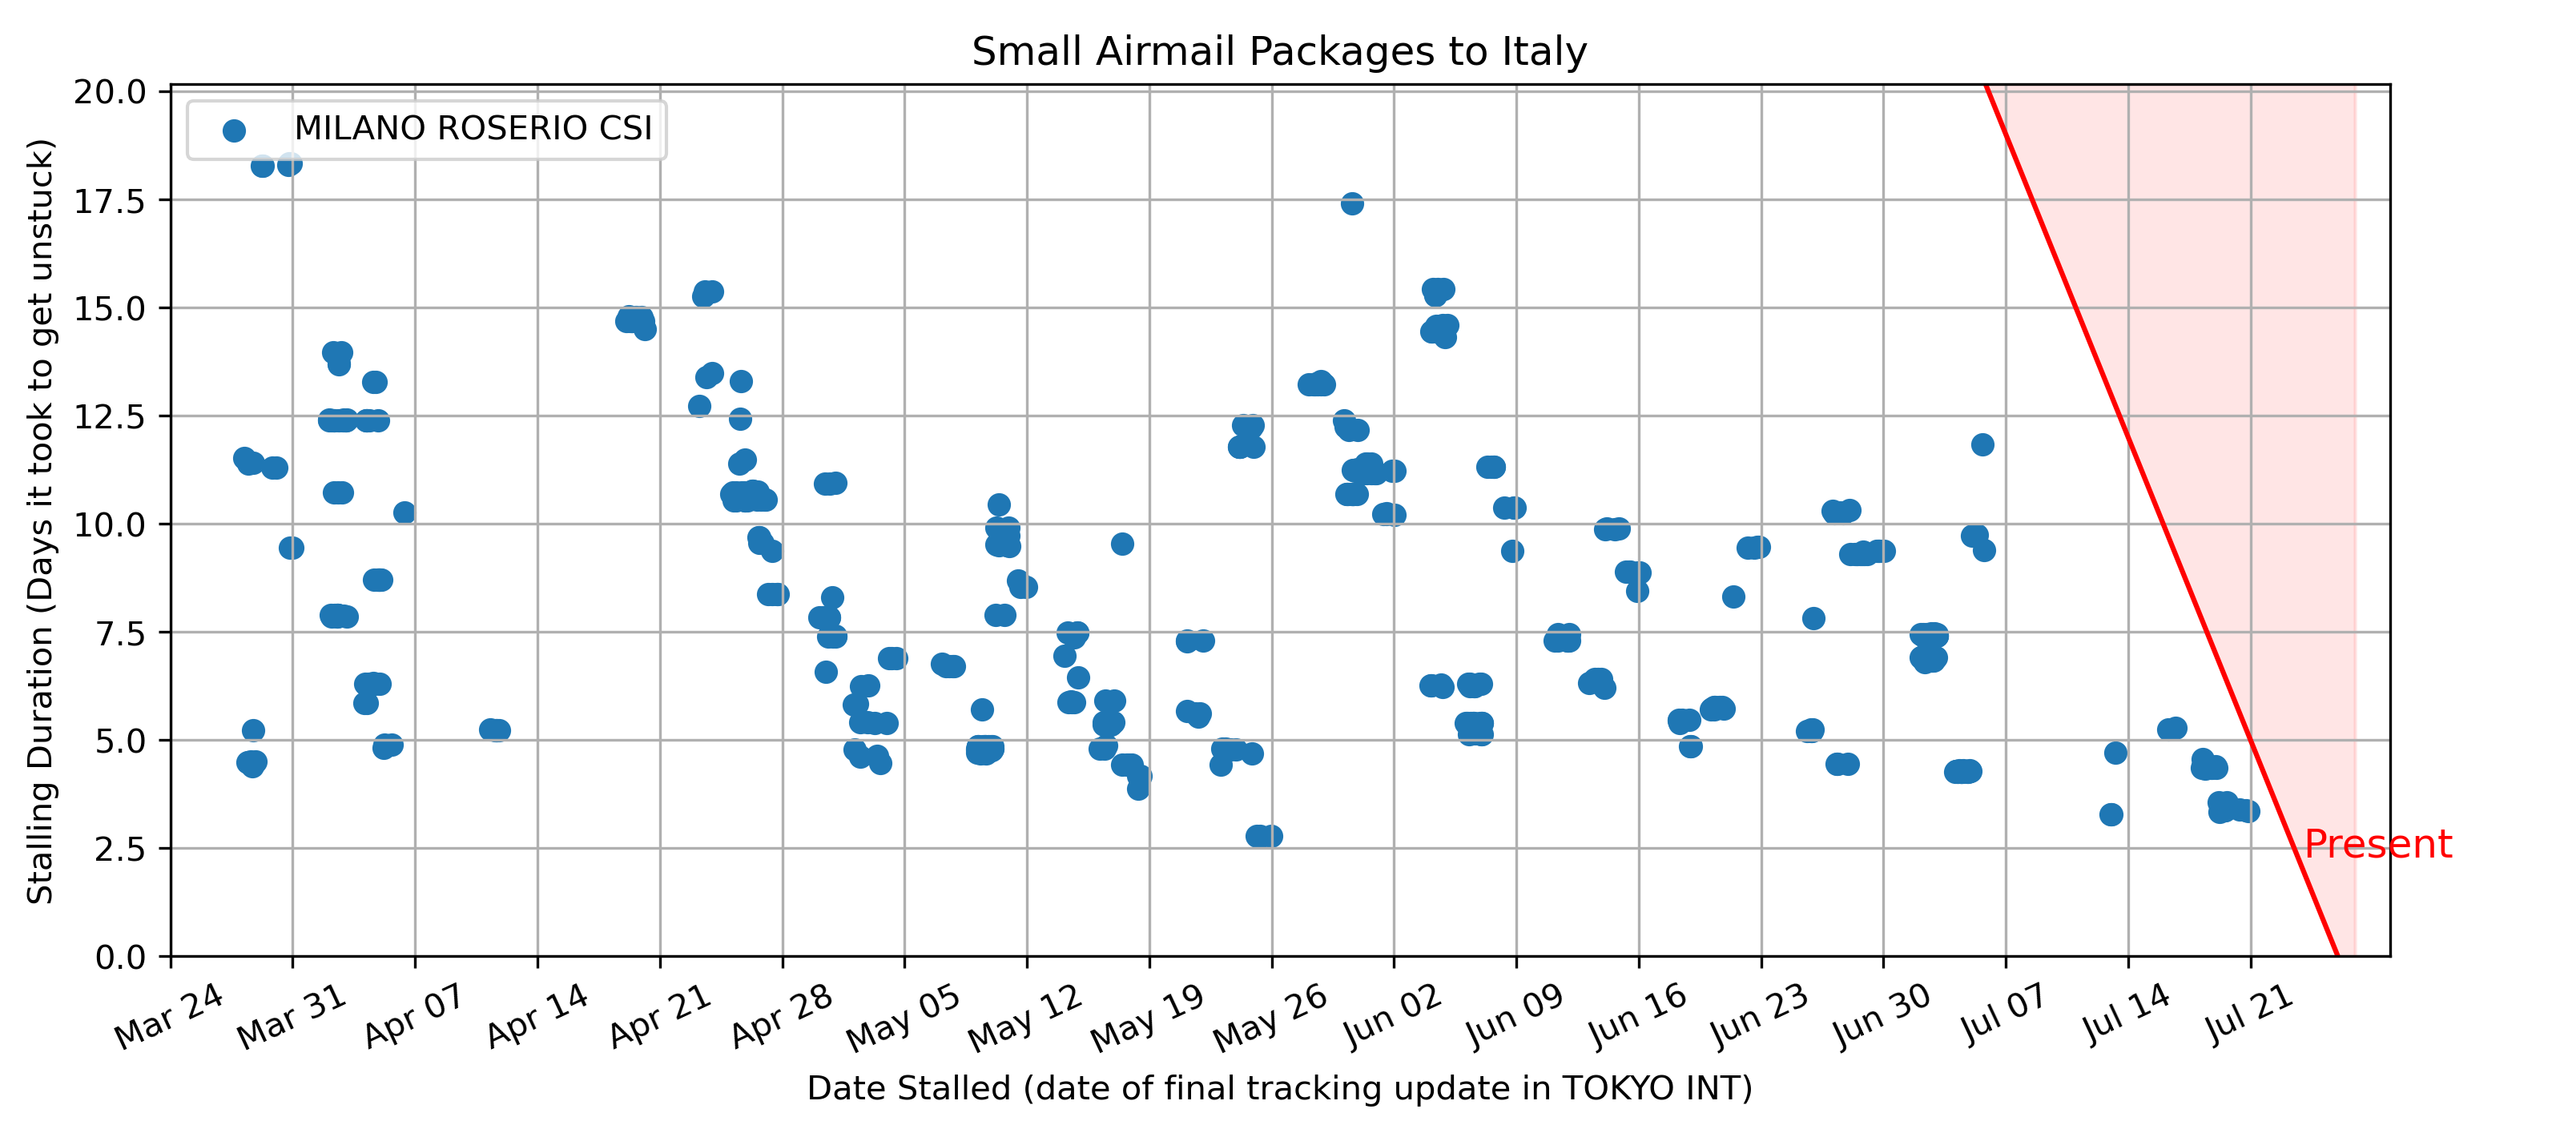 Small Airmail Packages to Italy
MILANO ROSERIO CSI
Stalling Duration (Days it took to get unstuck)
20.0
17.5
15.0
12.5
10.0
7.5
5.0
2.5
0.0
Present
Mar 24 Mar 31 Apr 07 Apr 14 Apr 21 Apr 28 May 05 May 12 May 19 May 26 Jun 02 Jun 09 Jun 16 Jun 23 Jun 30 Jul 07 Jul 14 Jul 21
Date Stalled (date of final tracking update in TOKYO INT)